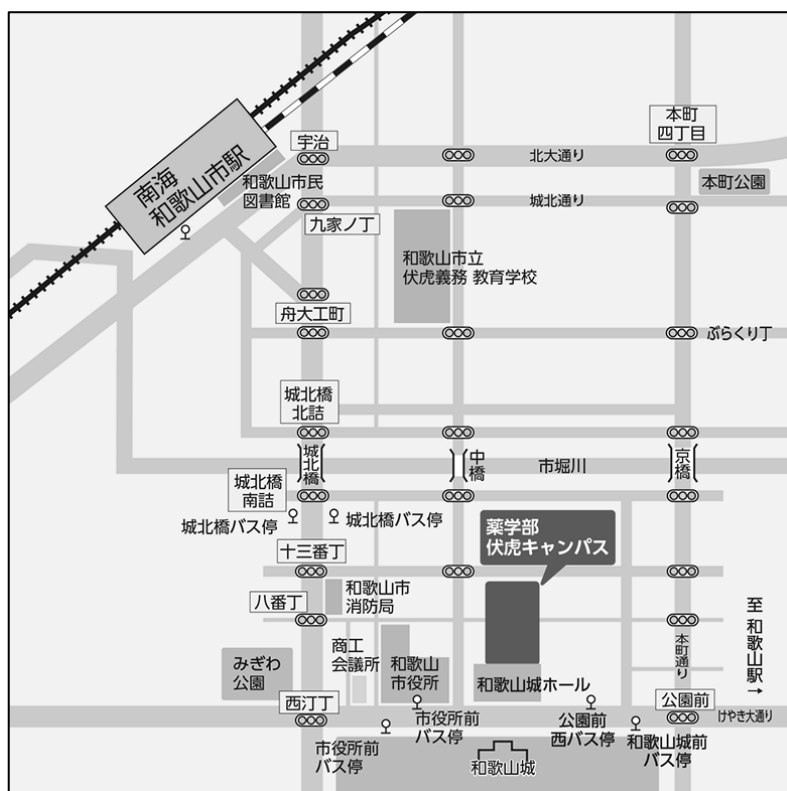 本町
四丁目
宇治
北大通り
南海
和歌山市駅
和歌山市民
図書館
本町公園
城北通り
九家ノ丁
和歌山市立
伏虎義務 教育学校
舟大工町
ぶらくり丁
城北橋
北詰
城北橋
中橋
市堀川
京橋
城北橋
南詰
城北橋バス停
城北橋バス停
薬学部
伏虎キャンパス
十三番丁
和歌山市
消防局
八番丁
至 和歌山駅→
本町通り
商工
会議所
みぎわ
公園
和歌山
市役所
和歌山城ホール
西汀丁
公園前
けやき大通り
市役所前
バス停
市役所前
バス停
公園前
西バス停
和歌山城前
バス停
和歌山城